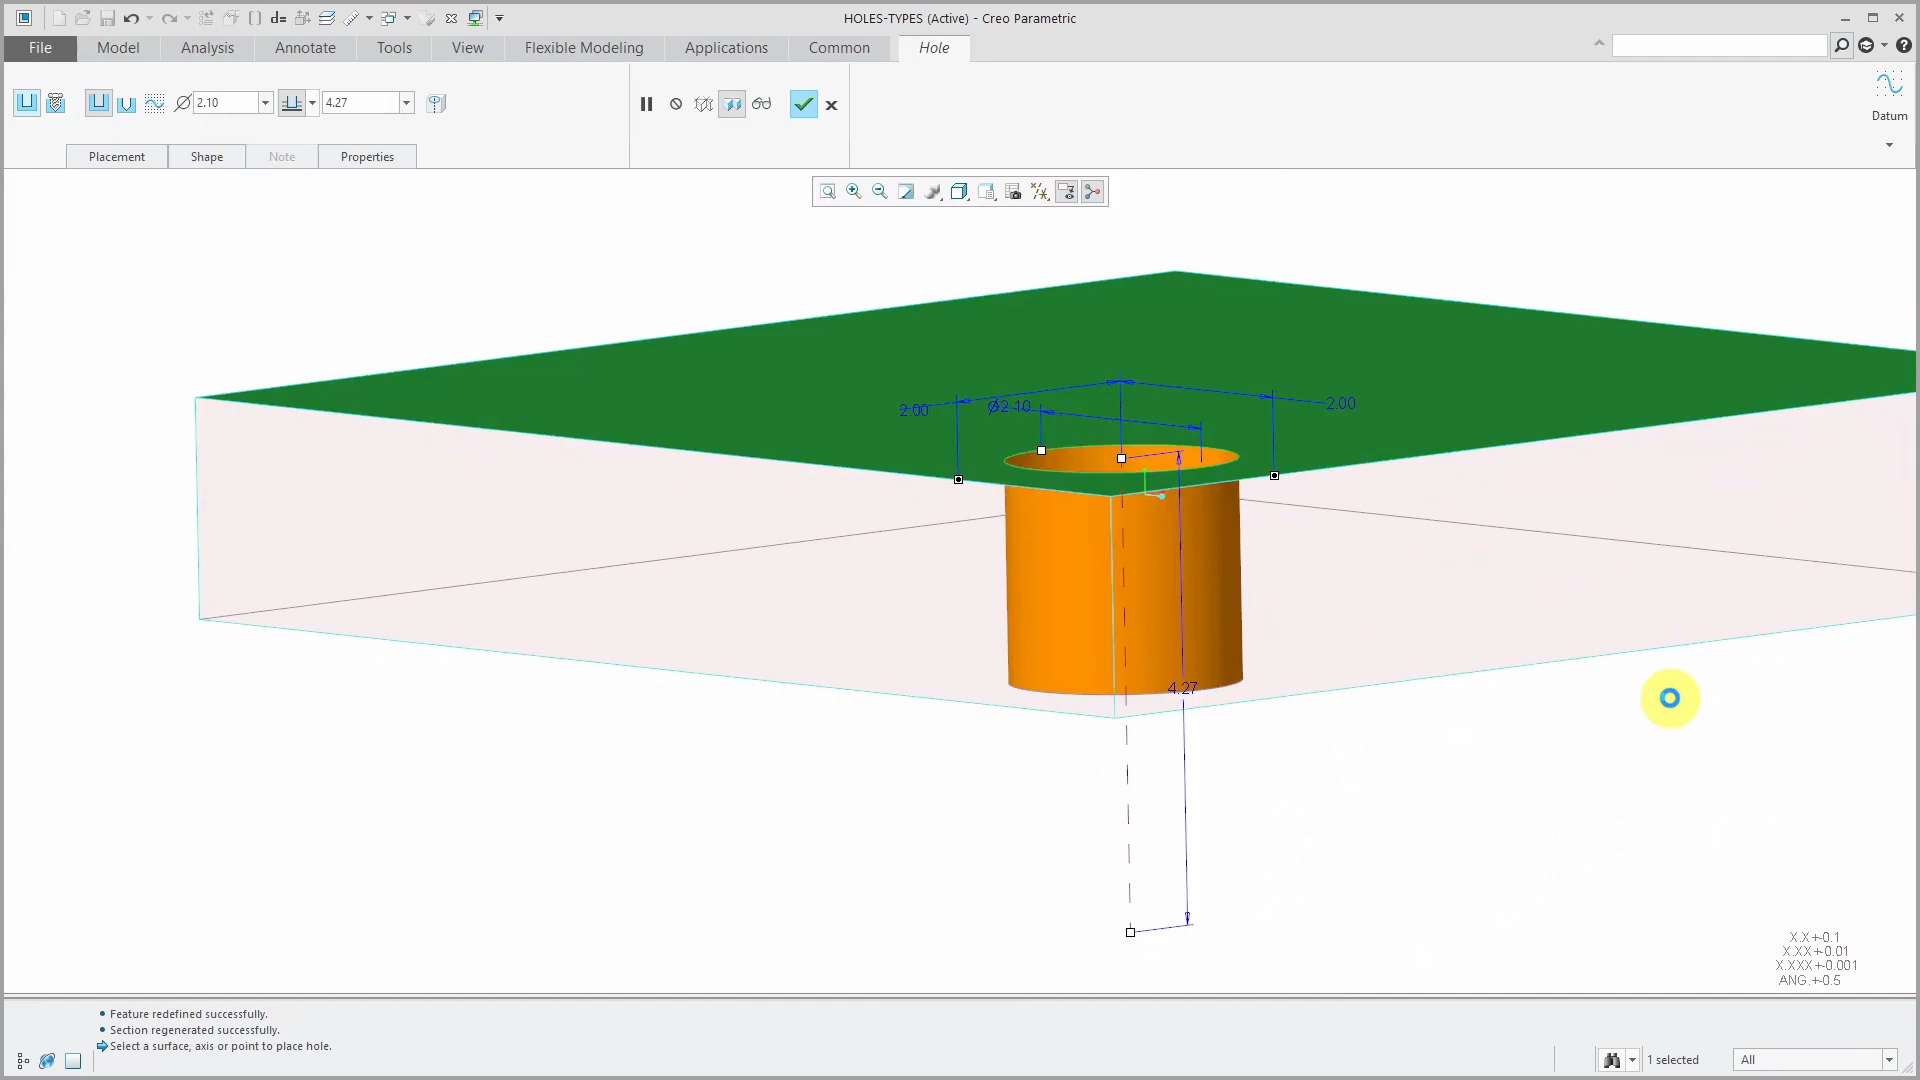 HOLES-TYPES (Active) - Creo Parametric
File Model Analysis Annotate Tools View Flexible Modeling Applications Common Hole
2.10 4.27
Datum
Placement Shape Note Properties
2.00 Ø2.10 2.00
4.27
X.X+-0.1
X.XX+-0.01
X.XXX+-0.001
ANG.+-0.5
Feature redefined successfully.
Section regenerated successfully.
Select a surface, axis or point to place hole.
1 selected All